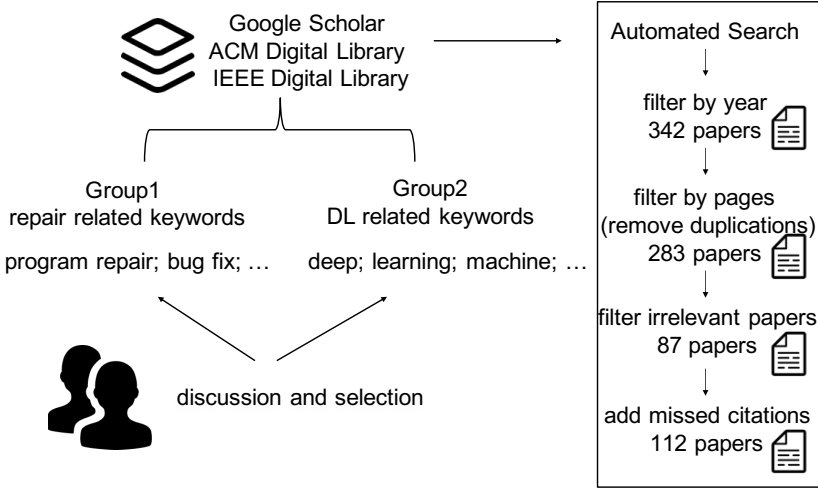 Google Scholar
ACM Digital Library
IEEE Digital Library
Group1
repair related keywords
program repair; bug fix; …
Group2
DL related keywords
deep; learning; machine; …
discussion and selection
Automated Search
filter by year
342 papers
filter by pages
(remove duplications)
283 papers
filter irrelevant papers
87 papers
add missed citations
112 papers